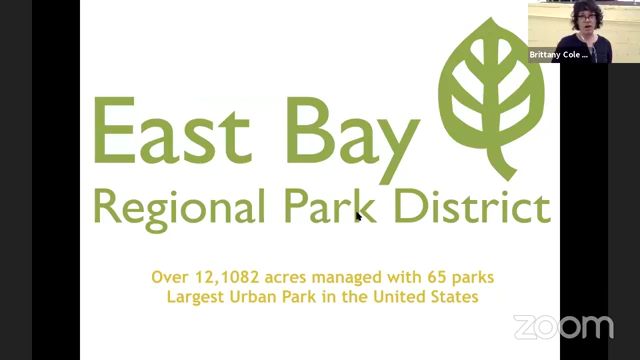 Brittany Cole ...
East Bay
Regional Park District
Over 12,1082 acres managed with 65 parks
Largest Urban Park in the United States
zoom